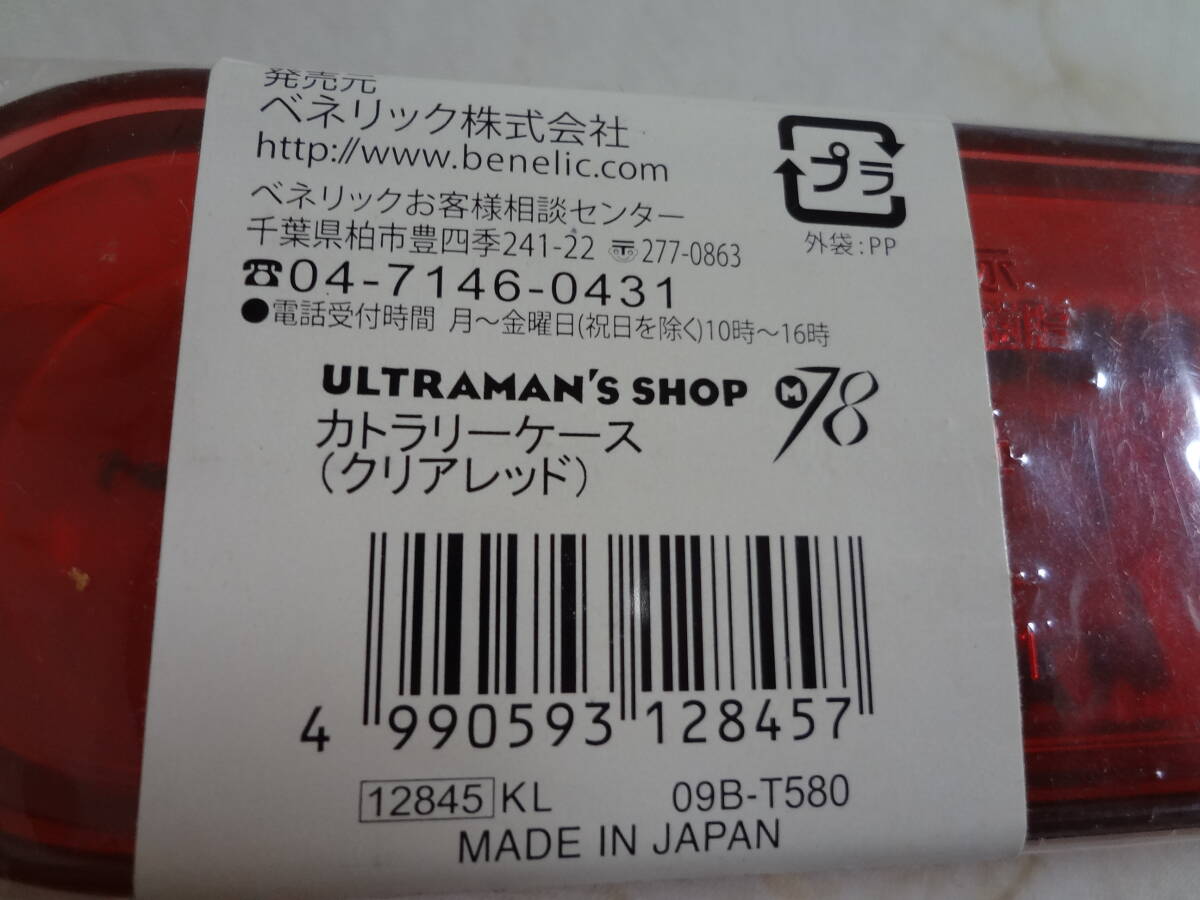 発売元
ベネリック株式会社
http://www.benelic.com
ベネリックお客様相談センター
千葉県柏市豊四季241-22 〠277-0863
☎04-7146-0431
●電話受付時間 月～金曜日(祝日を除く)10時～16時
プラ
外袋:PP
ULTRAMAN'S SHOP M78
カトラリーケース
(クリアレッド)
4 990593 128457
12845 KL 09B-T580
MADE IN JAPAN